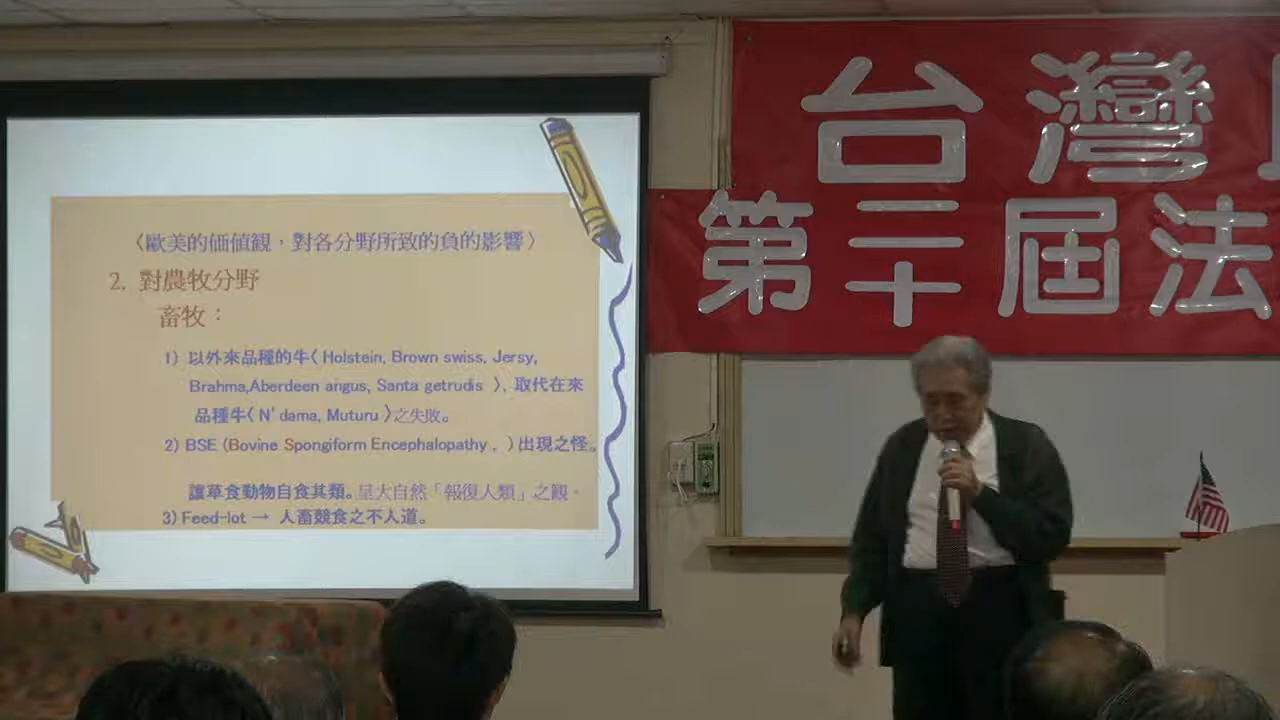 〈歐美的価値観，對各分野所致的負的影響〉
2. 對農牧分野
畜牧：
1) 以外來品種的牛〈 Holstein, Brown swiss, Jersy,
Brahma,Aberdeen angus, Santa getrudis 〉, 取代在來
品種牛〈 N' dama, Muturu 〉之失敗。
2) BSE (Bovine Spongiform Encephalopathy , ) 出現之怪。
讓草食動物自食其類。呈大自然「報復人類」之観。
3) Feed-lot → 人畜競食之不人道。
台灣
第二十屆法